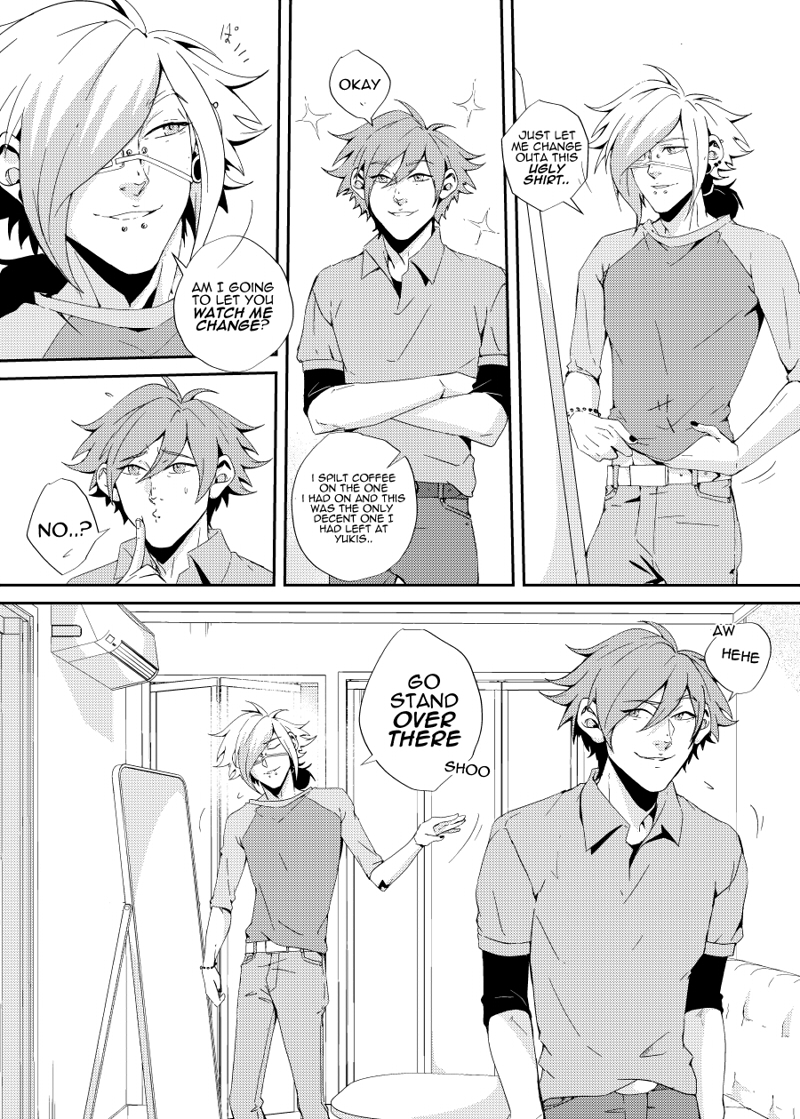 JUST LET
ME CHANGE
OUTA THIS
UGLY
SHIRT..
OKAY
I SPILT COFFEE
ON THE ONE
I HAD ON AND THIS
WAS THE ONLY
DECENT ONE I
HAD LEFT AT
YUKIS..
AM I GOING
TO LET YOU
WATCH ME
CHANGE?
NO..?
GO
STAND
OVER
THERE
SHOO
AW
HEHE